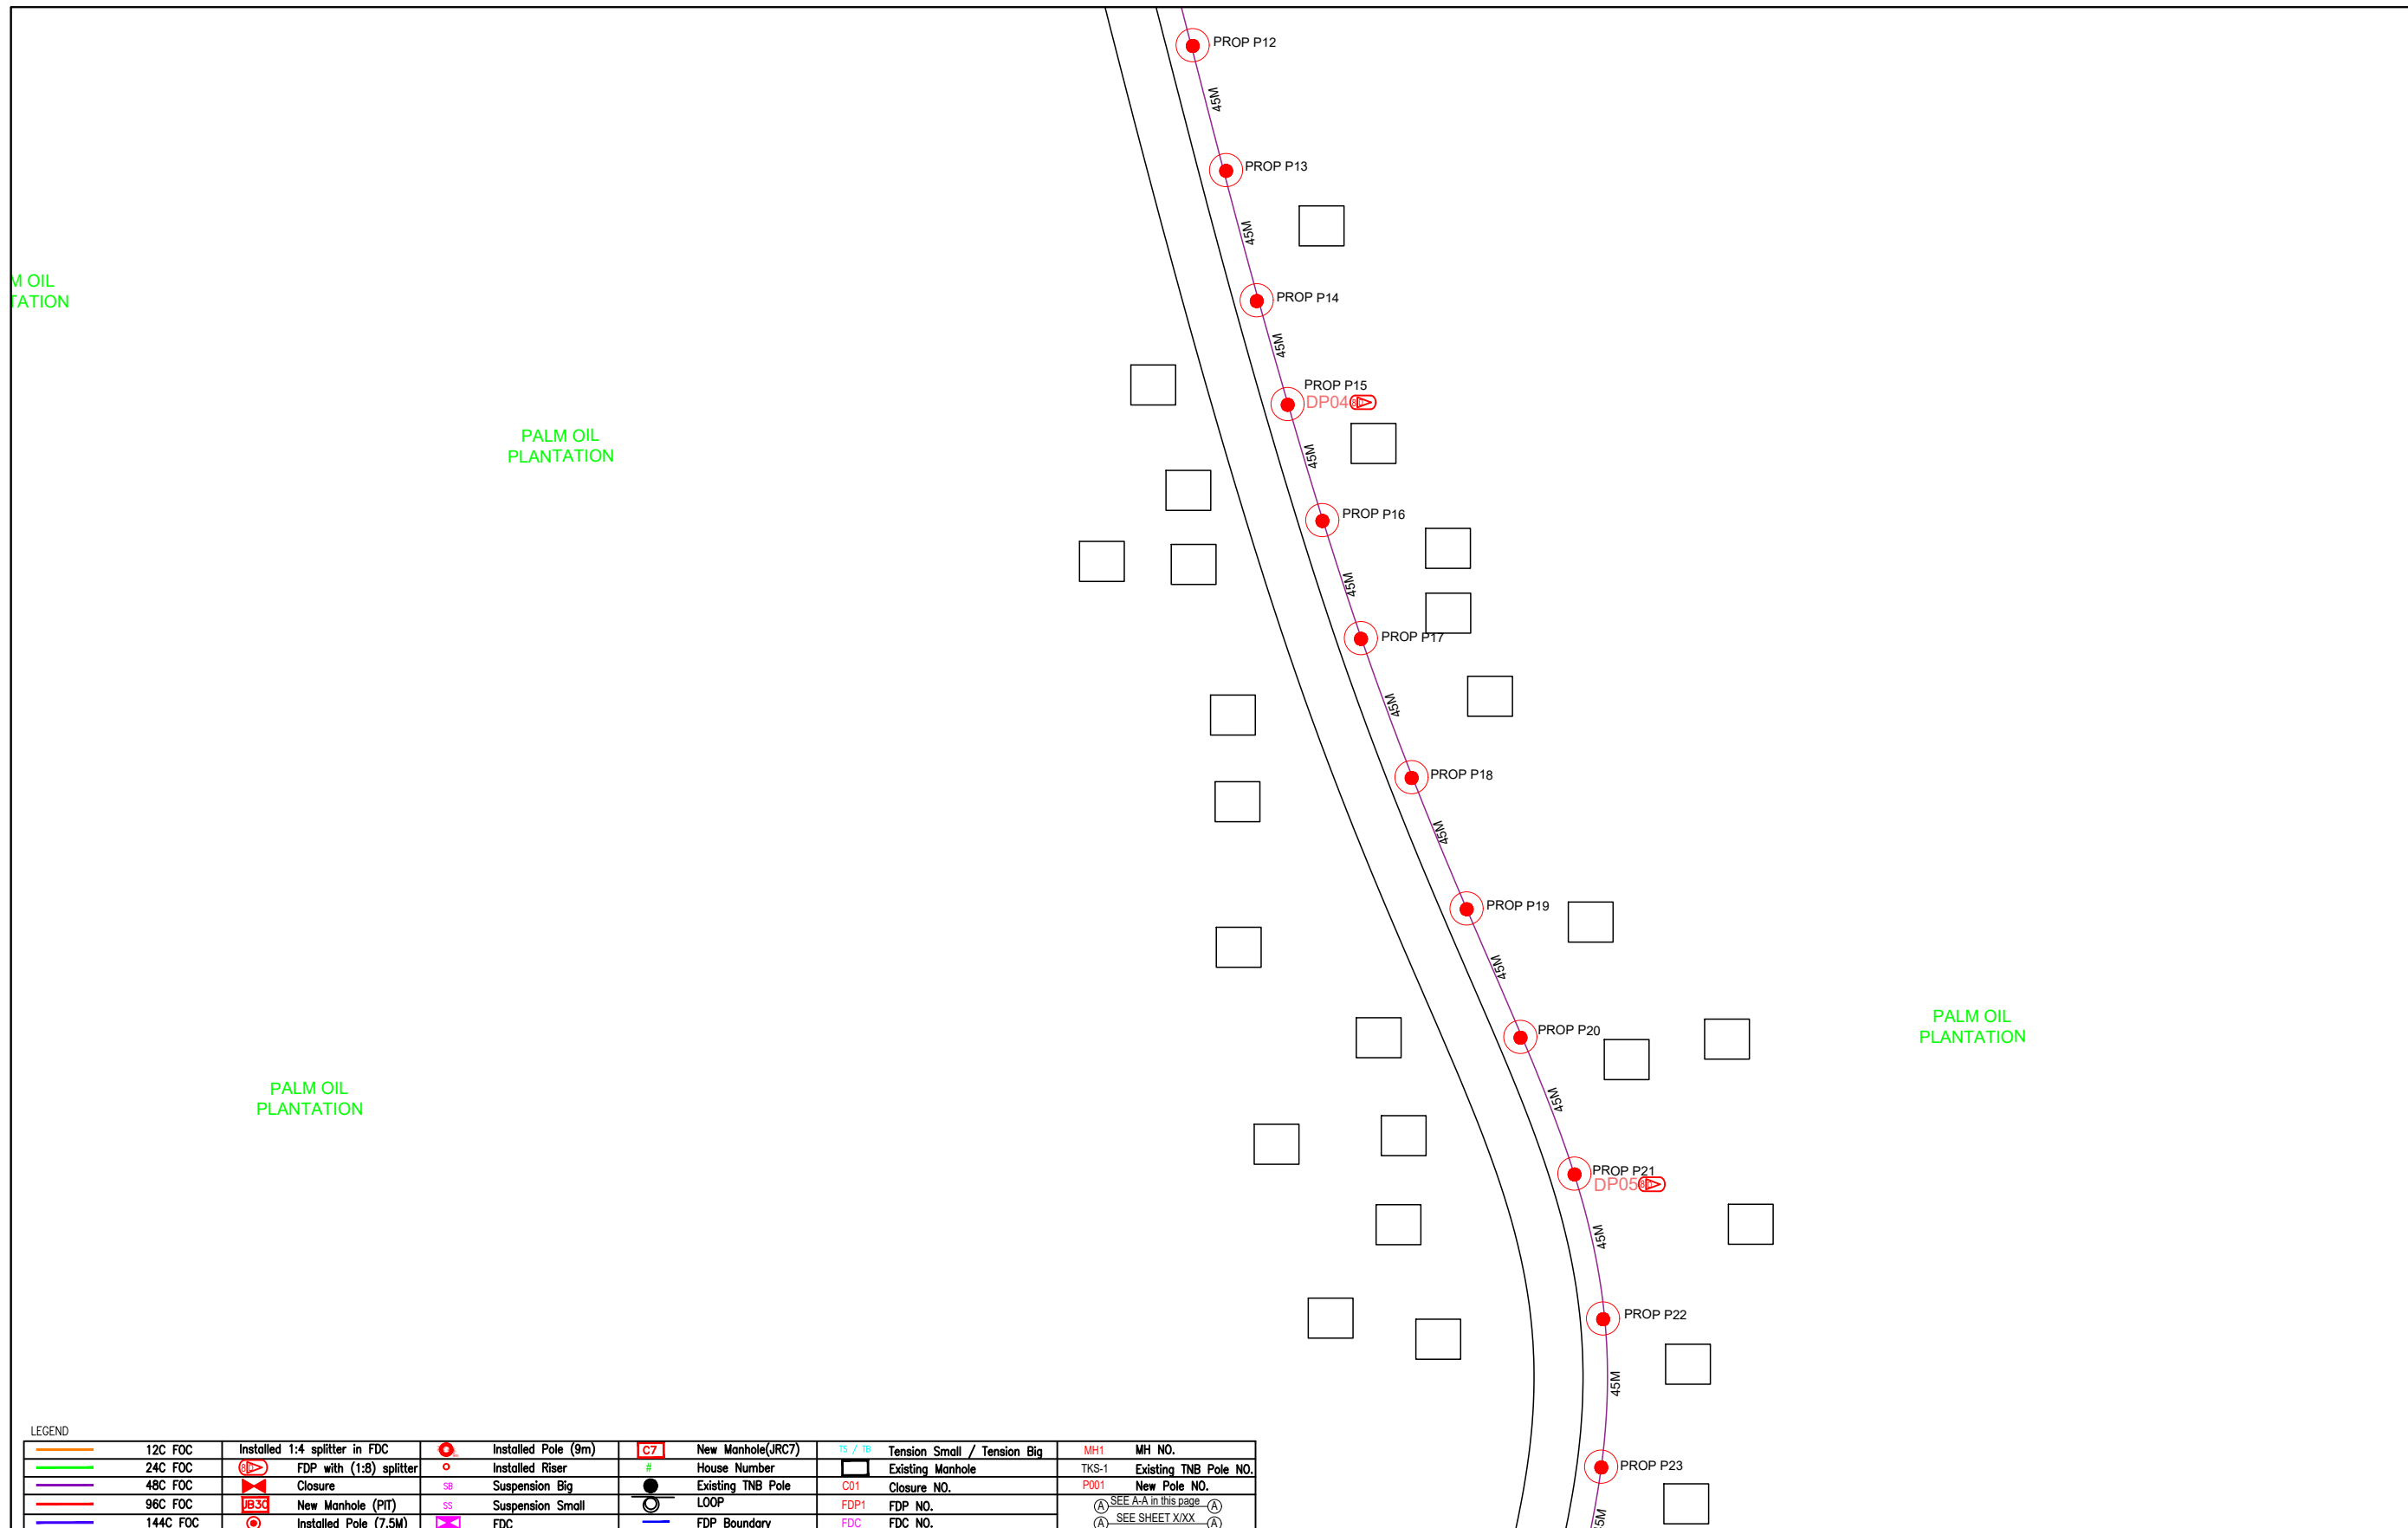 PROP P12
45M
PROP P13
45M
M OIL
TATION
PROP P14
45M
PROP P15
DP04
8
PALM OIL
PLANTATION
45M
PROP P16
45M
PROP P17
45M
PROP P18
45M
PROP P19
45M
PALM OIL
PLANTATION
PROP P20
PALM OIL
PLANTATION
45M
PROP P21
DP05
8
45M
PROP P22
45M
PROP P23
5M
LEGEND
12C FOC Installed 1:4 splitter in FDC Installed Pole (9m) C7 New Manhole(JRC7) TS / TB Tension Small / Tension Big MH1 MH NO.
24C FOC 8 FDP with (1:8) splitter Installed Riser # House Number Existing Manhole TKS-1 Existing TNB Pole NO.
48C FOC Closure SB Suspension Big Existing TNB Pole C01 Closure NO. P001 New Pole NO.
96C FOC JB30 New Manhole (PIT) SS Suspension Small LOOP FDP1 FDP NO. A SEE A-A in this page A
144C FOC Installed Pole (7.5M) FDC FDP Boundary FDC FDC NO. A SEE SHEET X/XX A